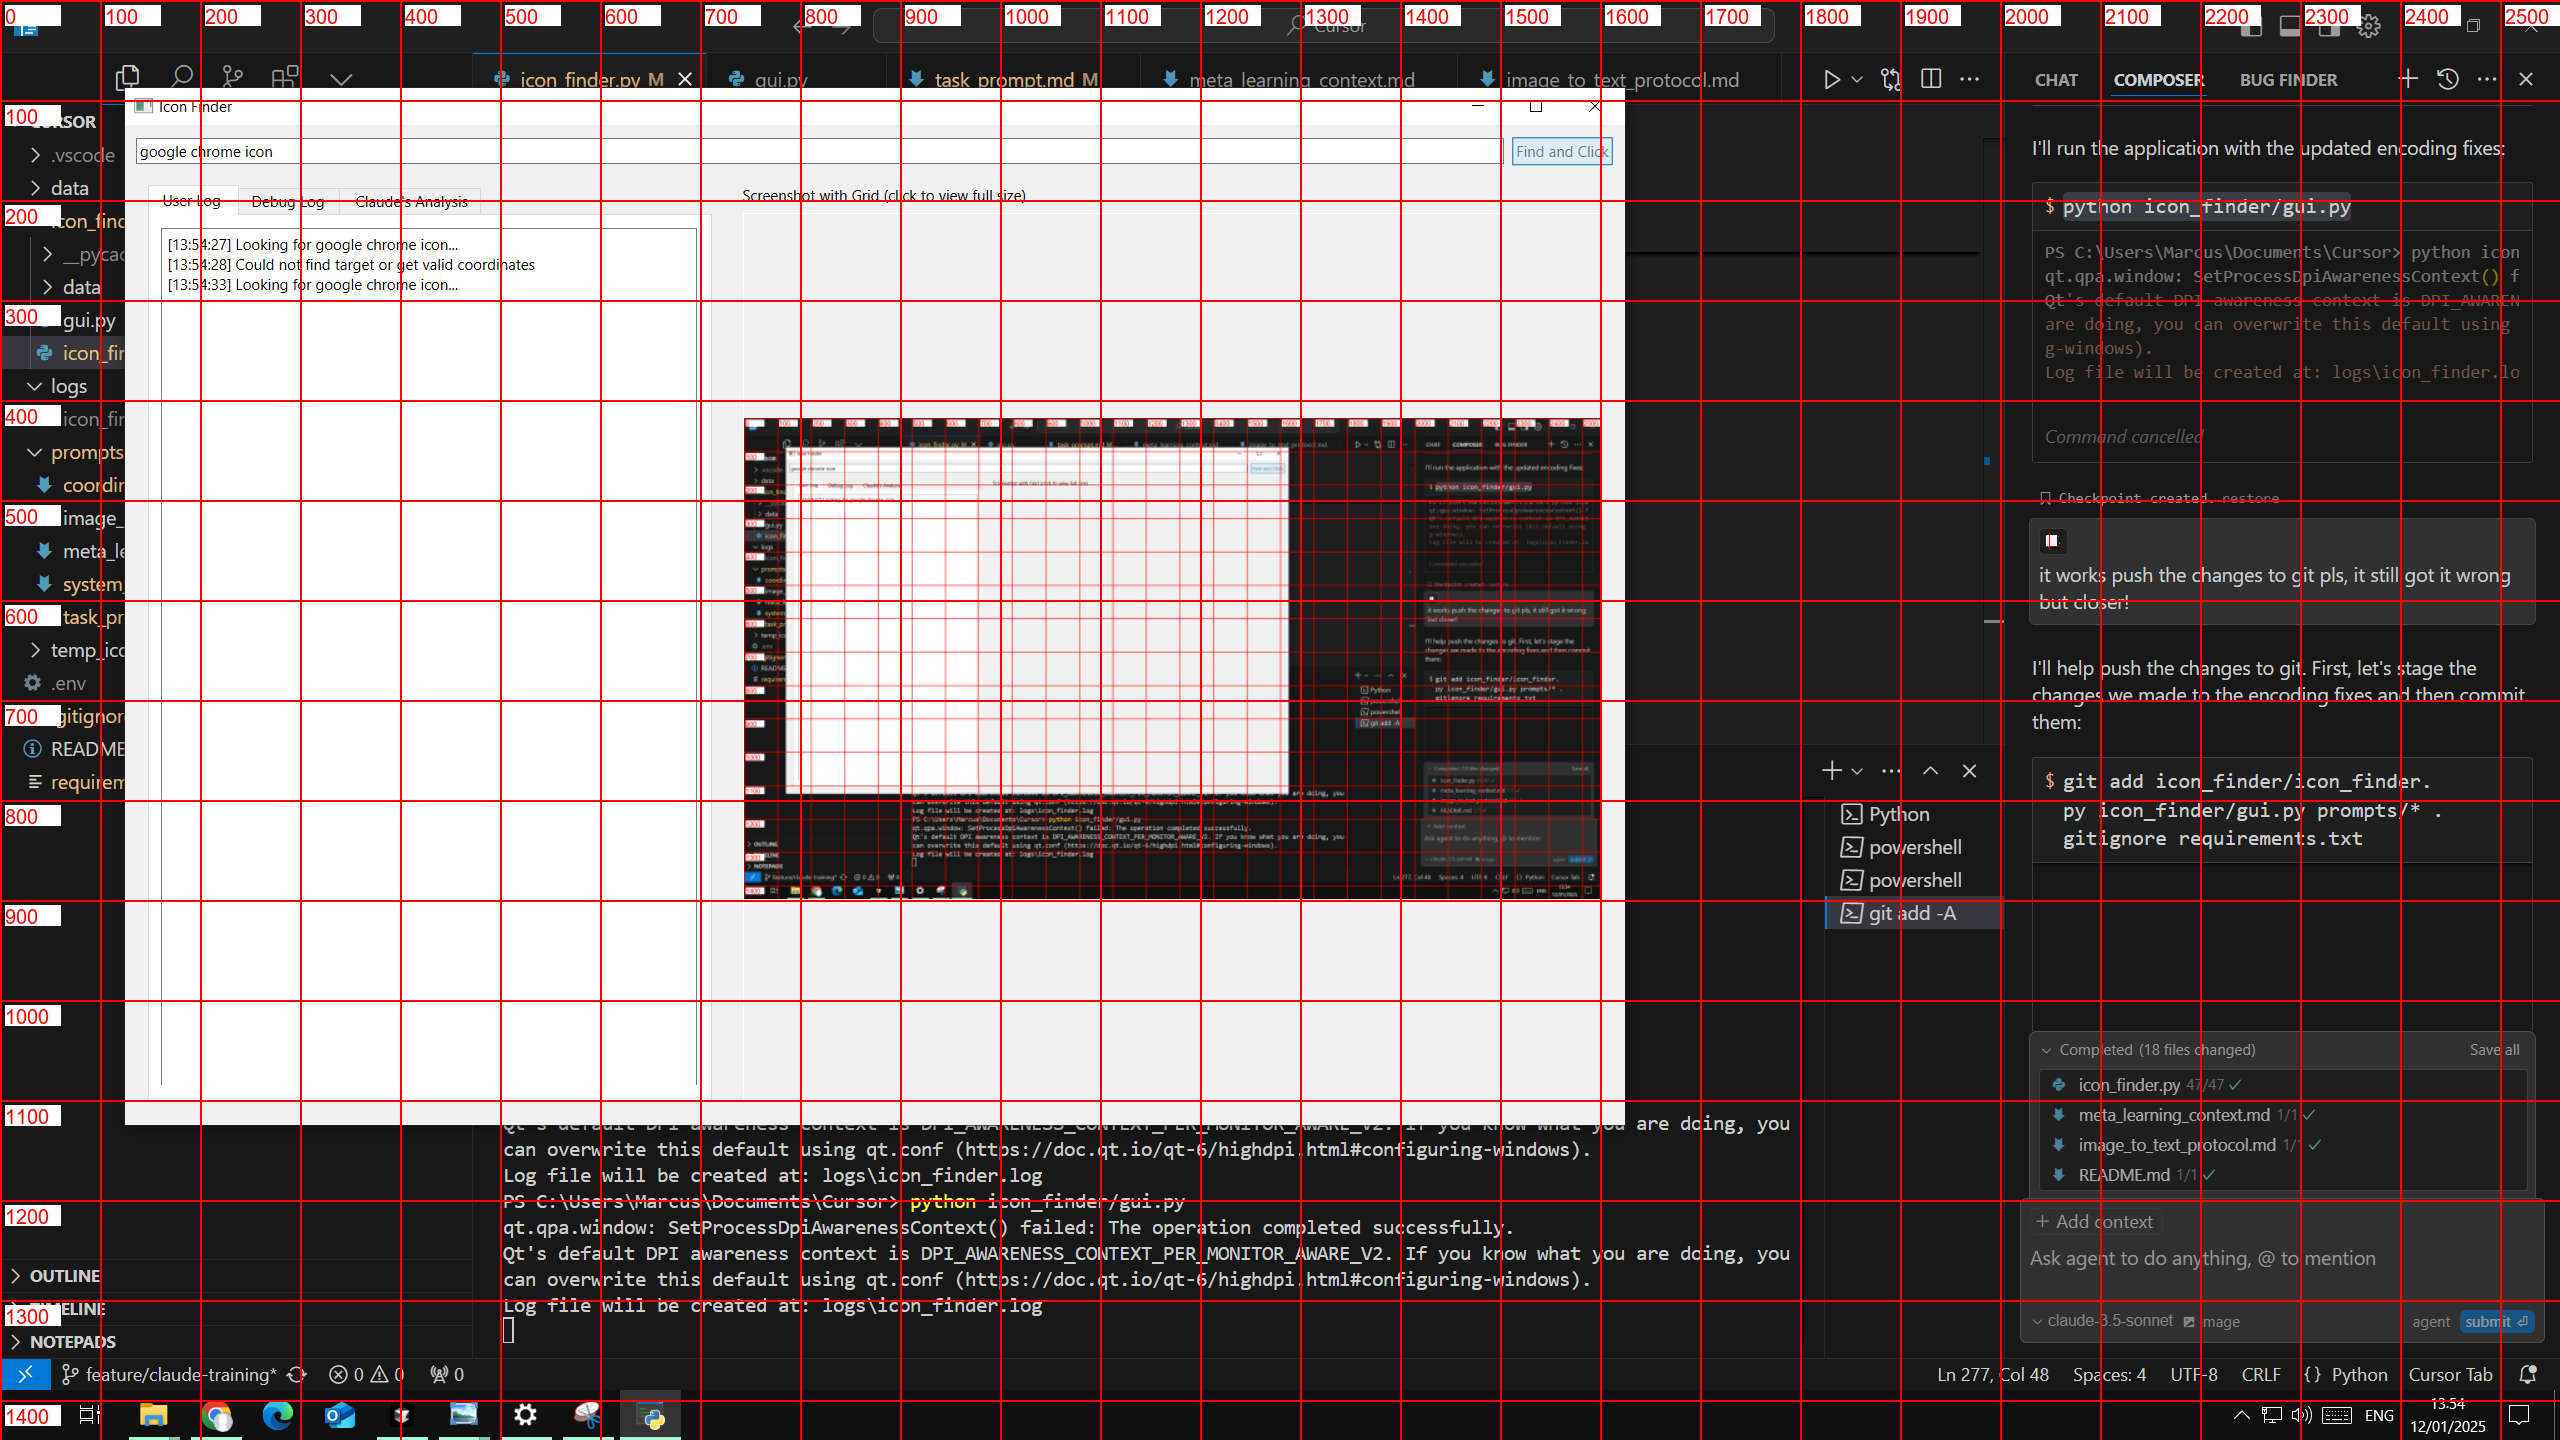 0 100 200 300 400 500 600 700 800 900 1000 1100 1200 1300 1400 1500 1600 1700 1800 1900 2000 2100 2200 2300 2400 2500
Cursor
icon_finder.py M
gui.py
task_prompt.md M
meta_learning_context.md
image_to_text_protocol.md
CHAT COMPOSER BUG FINDER
Icon Finder
google chrome icon
Find and Click
User Log Debug Log Claude's Analysis
Screenshot with Grid (click to view full size)
[13:54:27] Looking for google chrome icon...
[13:54:28] Could not find target or get valid coordinates
[13:54:33] Looking for google chrome icon...
100
.vscode
data
200
__pycac
data
300
gui.py
icon_fir
logs
400
icon_fir
prompts
coordin
500
image_
meta_le
system_
600
task_pr
temp_icc
.env
700
gitignor
README
requirem
800
900
1000
1100
1200
OUTLINE
1300
NOTEPADS
1400
I'll run the application with the updated encoding fixes:
$ python icon_finder/gui.py
PS C:\Users\Marcus\Documents\Cursor> python icon
qt.qpa.window: SetProcessDpiAwarenessContext() f
Qt's default DPI awareness context is DPI_AWAREN
are doing, you can overwrite this default using
g-windows).
Log file will be created at: logs\icon_finder.lo
Command cancelled
Checkpoint created. restore
it works push the changes to git pls, it still got it wrong
but closer!
I'll help push the changes to git. First, let's stage the
changes we made to the encoding fixes and then commit
them:
$ git add icon_finder/icon_finder.
py icon_finder/gui.py prompts/* .
gitignore requirements.txt
Python
powershell
powershell
git add -A
Completed (18 files changed) Save all
icon_finder.py 47/47
meta_learning_context.md 1/1
image_to_text_protocol.md 1/1
README.md 1/1
Add context
Ask agent to do anything, @ to mention
claude-3.5-sonnet image agent submit
Qt's default DPI awareness context is DPI_AWARENESS_CONTEXT_PER_MONITOR_AWARE_V2. If you know what you are doing, you
can overwrite this default using qt.conf (https://doc.qt.io/qt-6/highdpi.html#configuring-windows).
Log file will be created at: logs\icon_finder.log
PS C:\Users\Marcus\Documents\Cursor> python icon_finder/gui.py
qt.qpa.window: SetProcessDpiAwarenessContext() failed: The operation completed successfully.
Qt's default DPI awareness context is DPI_AWARENESS_CONTEXT_PER_MONITOR_AWARE_V2. If you know what you are doing, you
can overwrite this default using qt.conf (https://doc.qt.io/qt-6/highdpi.html#configuring-windows).
Log file will be created at: logs\icon_finder.log
feature/claude-training* 0 0 0
Ln 277, Col 48 Spaces: 4 UTF-8 CRLF {} Python Cursor Tab
ENG
13:54
12/01/2025